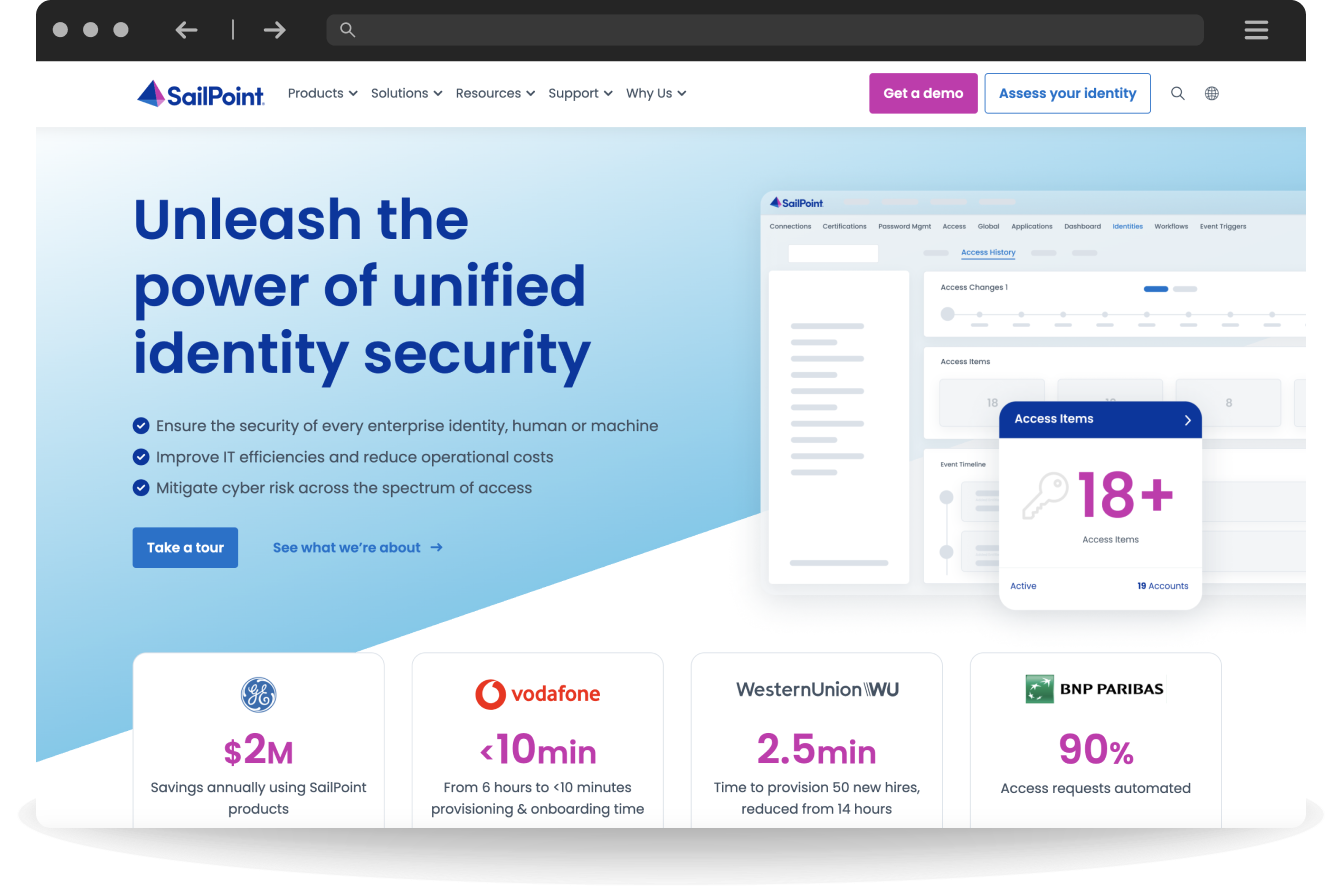 SailPoint
Products Solutions Resources Support Why Us
Get a demo Assess your identity
Unleash the
power of unified
identity security
Ensure the security of every enterprise identity, human or machine
Improve IT efficiencies and reduce operational costs
Mitigate cyber risk across the spectrum of access
Take a tour See what we're about →
SailPoint
Connections Certifications Password Mgmt Access Global Applications Dashboard Identities Workflows Event Triggers
Access History
Access Changes 1
Access Items
18 8
Event Timeline
Access Items
18+
Access Items
Active 19 Accounts
GE
$2M
Savings annually using SailPoint
products
vodafone
<10min
From 6 hours to <10 minutes
provisioning & onboarding time
WesternUnion\\WU
2.5min
Time to provision 50 new hires,
reduced from 14 hours
BNP PARIBAS
90%
Access requests automated